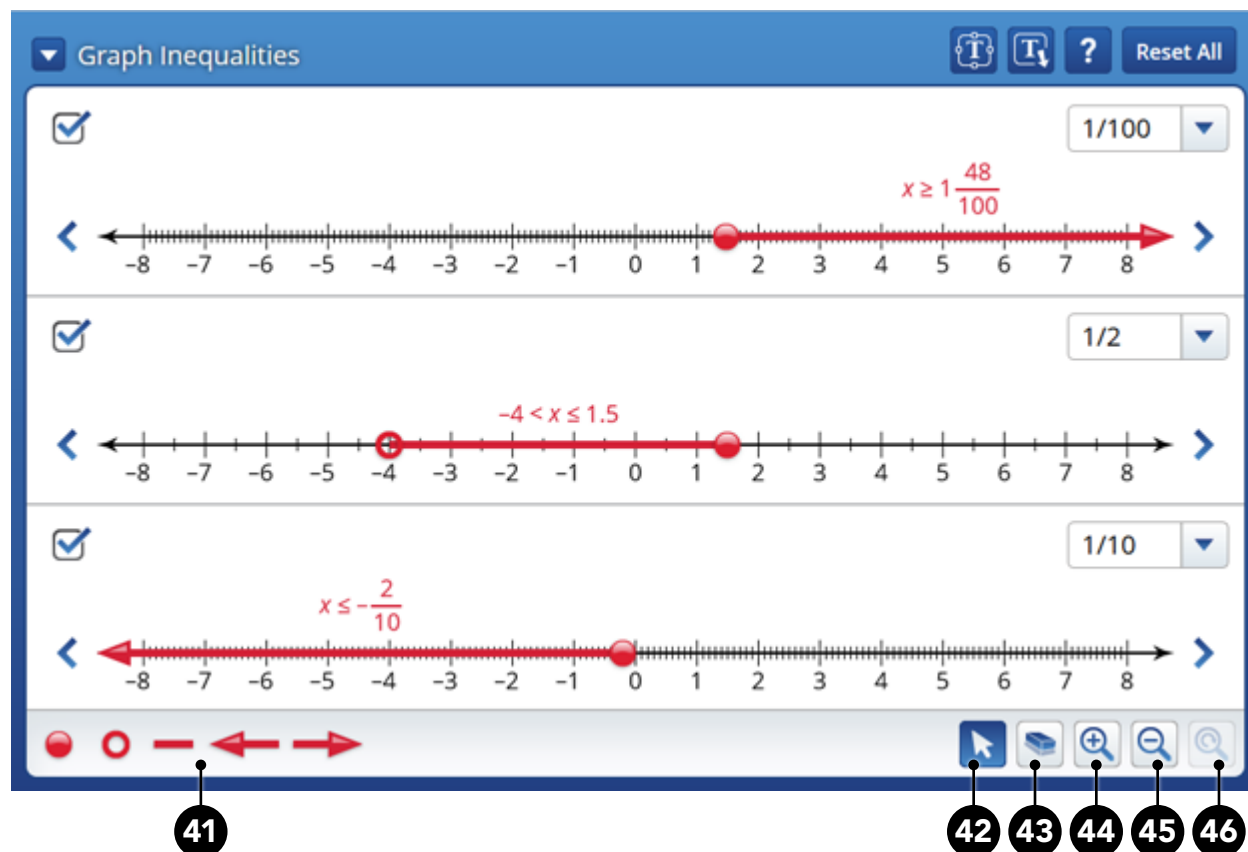 Graph Inequalities T T ? Reset All
1/100
x ≥ 1 48/100
–8 –7 –6 –5 –4 –3 –2 –1 0 1 2 3 4 5 6 7 8
1/2
–4 < x ≤ 1.5
–8 –7 –6 –5 –4 –3 –2 –1 0 1 2 3 4 5 6 7 8
1/10
x ≤ – 2/10
–8 –7 –6 –5 –4 –3 –2 –1 0 1 2 3 4 5 6 7 8
41 42 43 44 45 46